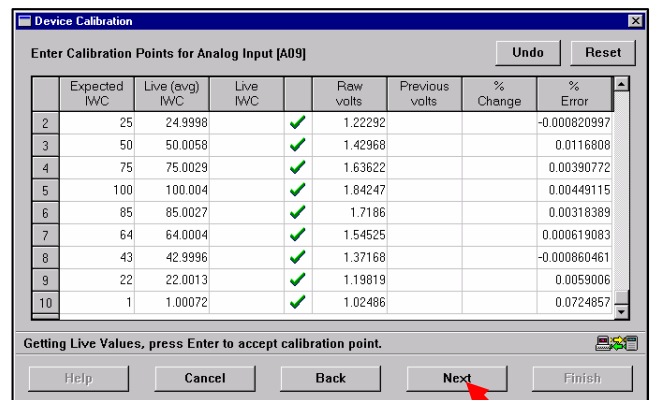 Device Calibration
Enter Calibration Points for Analog Input [A09]
Undo
Reset
Expected IWC Live (avg) IWC Live IWC Raw volts Previous volts % Change % Error
2 25 24.9998 1.22292 -0.000820997
3 50 50.0058 1.42968 0.0116808
4 75 75.0029 1.63622 0.00390772
5 100 100.004 1.84247 0.00449115
6 85 85.0027 1.7186 0.00318389
7 64 64.0004 1.54525 0.000619083
8 43 42.9996 1.37168 -0.000860461
9 22 22.0013 1.19819 0.0059006
10 1 1.00072 1.02486 0.0724857
Getting Live Values, press Enter to accept calibration point.
Help Cancel Back Next Finish